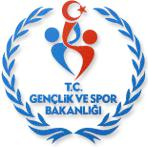 T.C.
GENÇLİK VE SPOR
BAKANLIĞI